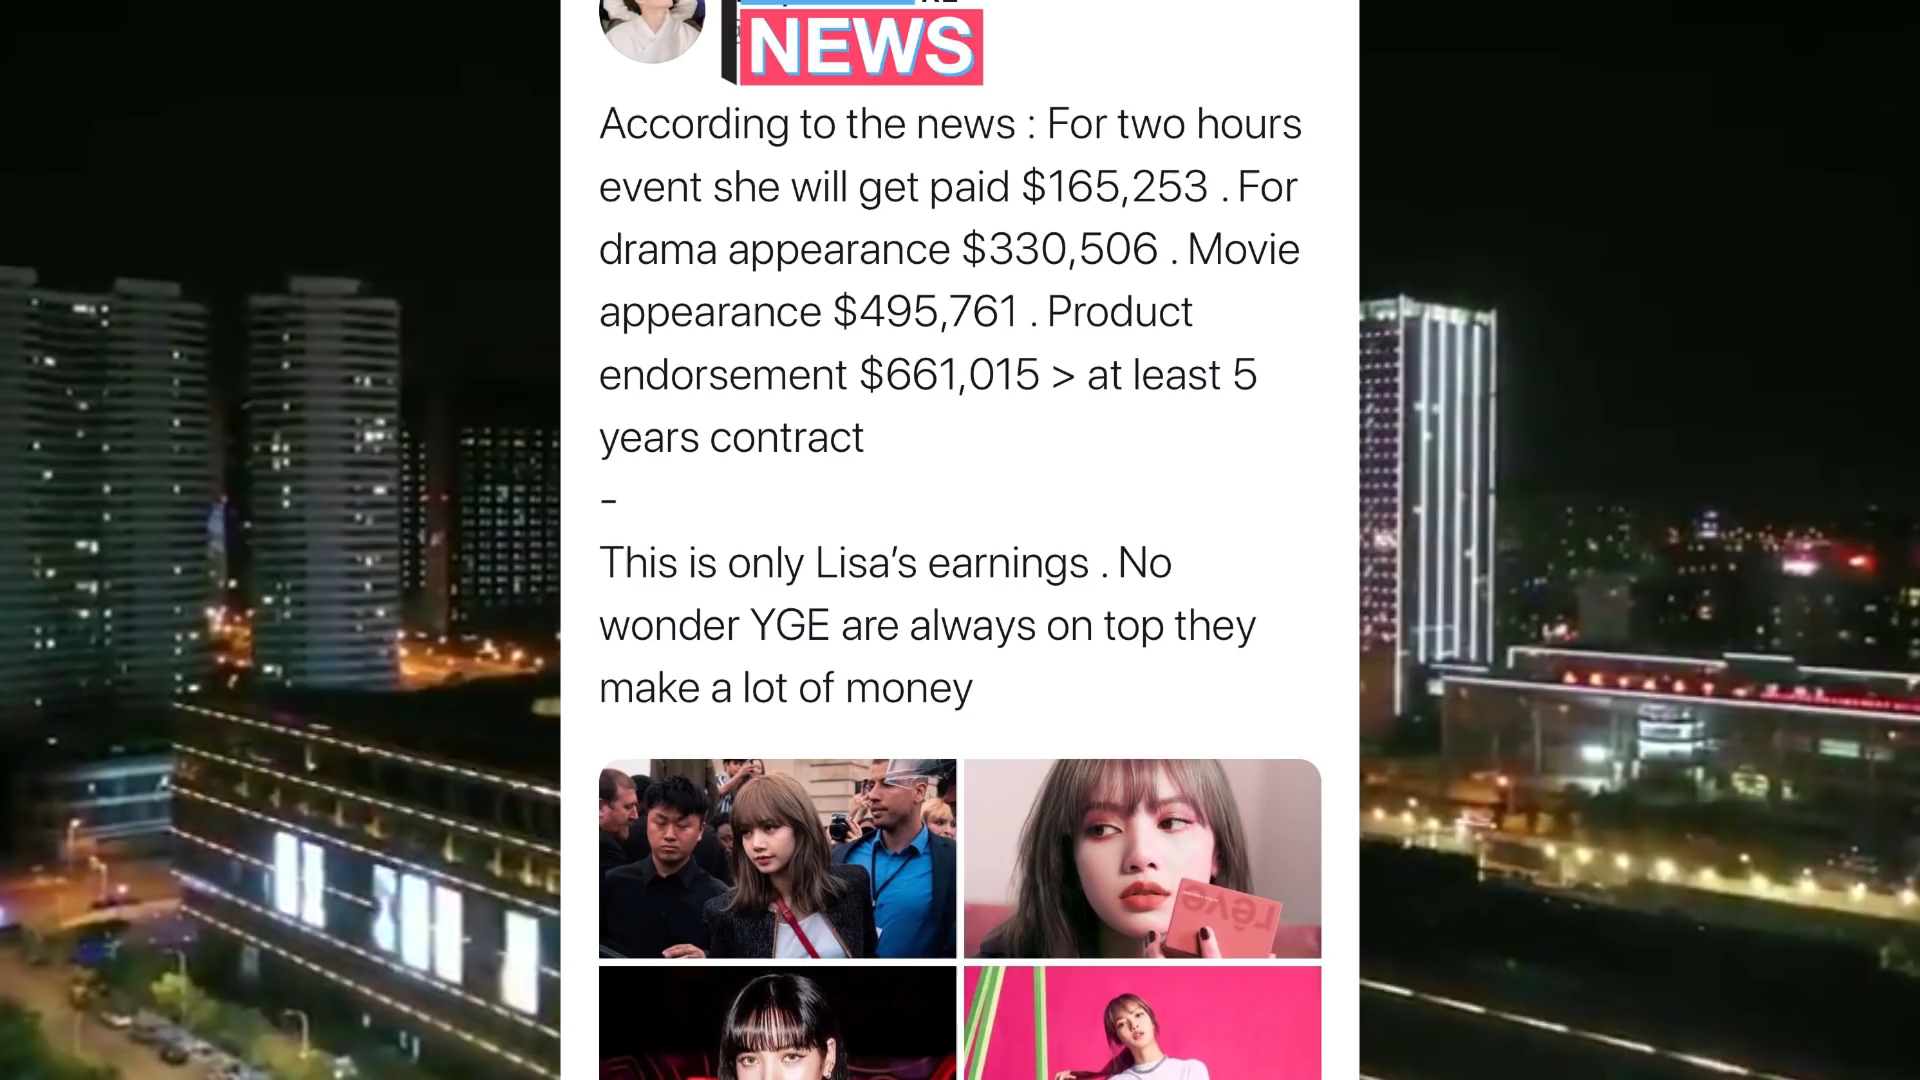 NEWS
According to the news : For two hours
event she will get paid $165,253 . For
drama appearance $330,506 . Movie
appearance $495,761 . Product
endorsement $661,015 > at least 5
years contract
-
This is only Lisa’s earnings . No
wonder YGE are always on top they
make a lot of money